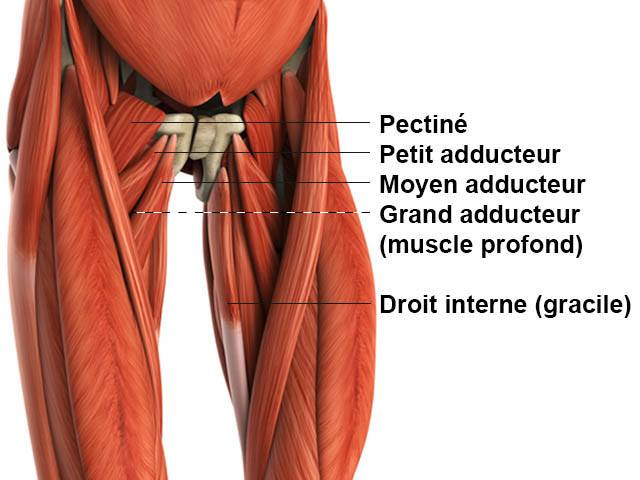 Pectiné
Petit adducteur
Moyen adducteur
Grand adducteur
(muscle profond)
Droit interne (gracile)